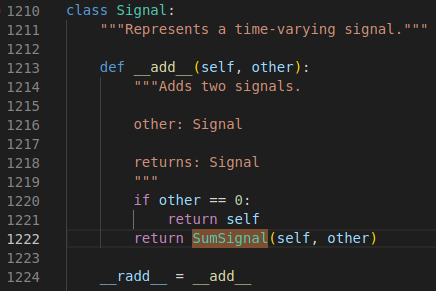 1210 class Signal:
1211     """Represents a time-varying signal."""
1212
1213     def __add__(self, other):
1214         """Adds two signals.
1215
1216         other: Signal
1217
1218         returns: Signal
1219         """
1220         if other == 0:
1221             return self
1222         return SumSignal(self, other)
1223
1224     __radd__ = __add__